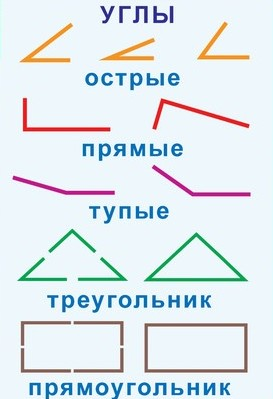 УГЛЫ
острые
прямые
тупые
треугольник
прямоугольник